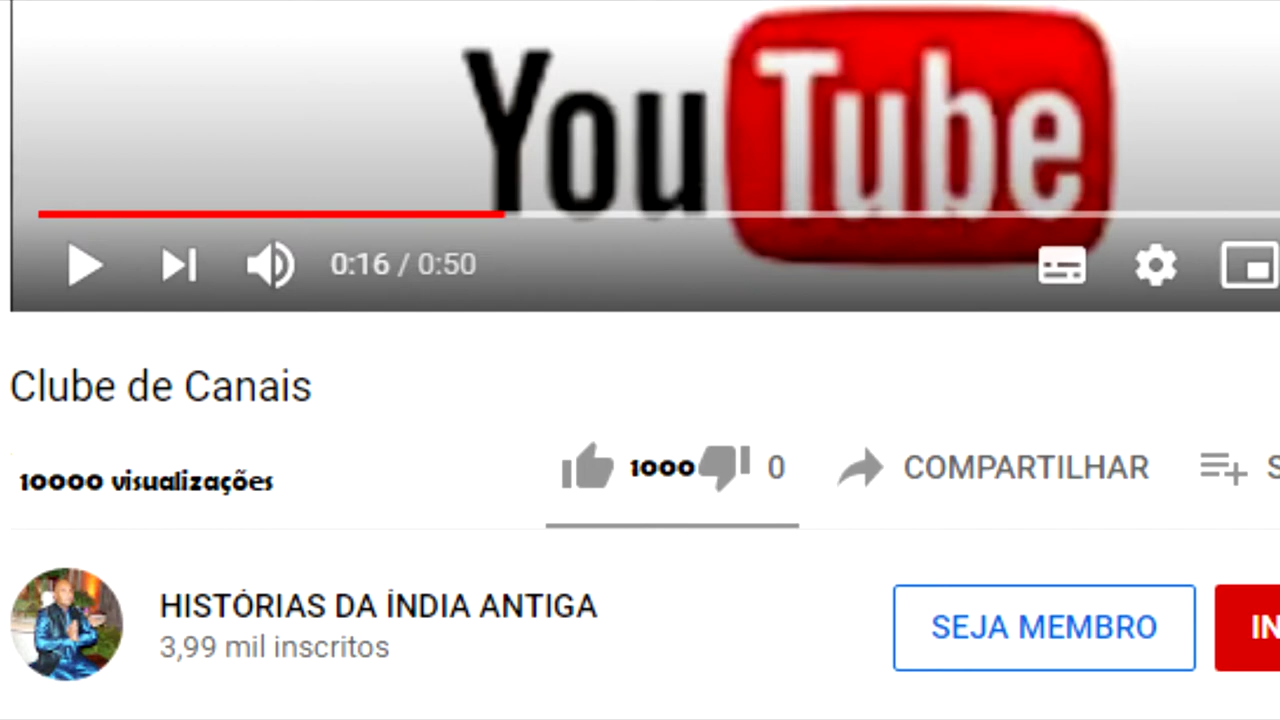 YouTube
0:16 / 0:50
Clube de Canais
10000 visualizações
1000
0
COMPARTILHAR
S
HISTÓRIAS DA ÍNDIA ANTIGA
3,99 mil inscritos
SEJA MEMBRO
IN